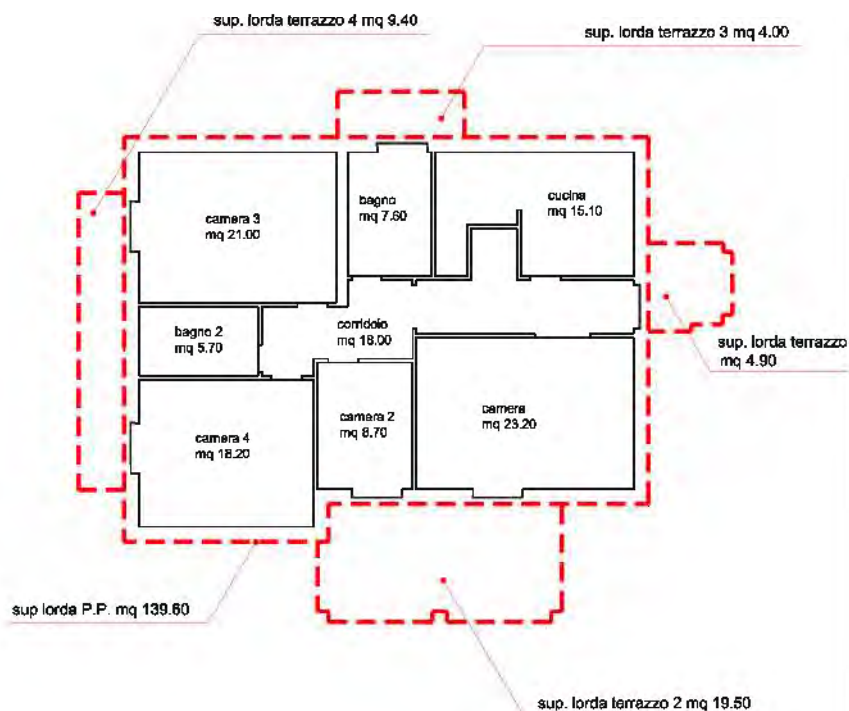 sup. lorda terrazzo 4 mq 9.40
sup. lorda terrazzo 3 mq 4.00
camera 3
mq 21.00
bagno
mq 7.60
cucina
mq 15.10
bagno 2
mq 5.70
corridoio
mq 18.00
sup. lorda terrazzo
mq 4.90
camera 4
mq 18.20
camera 2
mq 8.70
camera
mq 23.20
sup lorda P.P. mq 139.60
sup. lorda terrazzo 2 mq 19.50